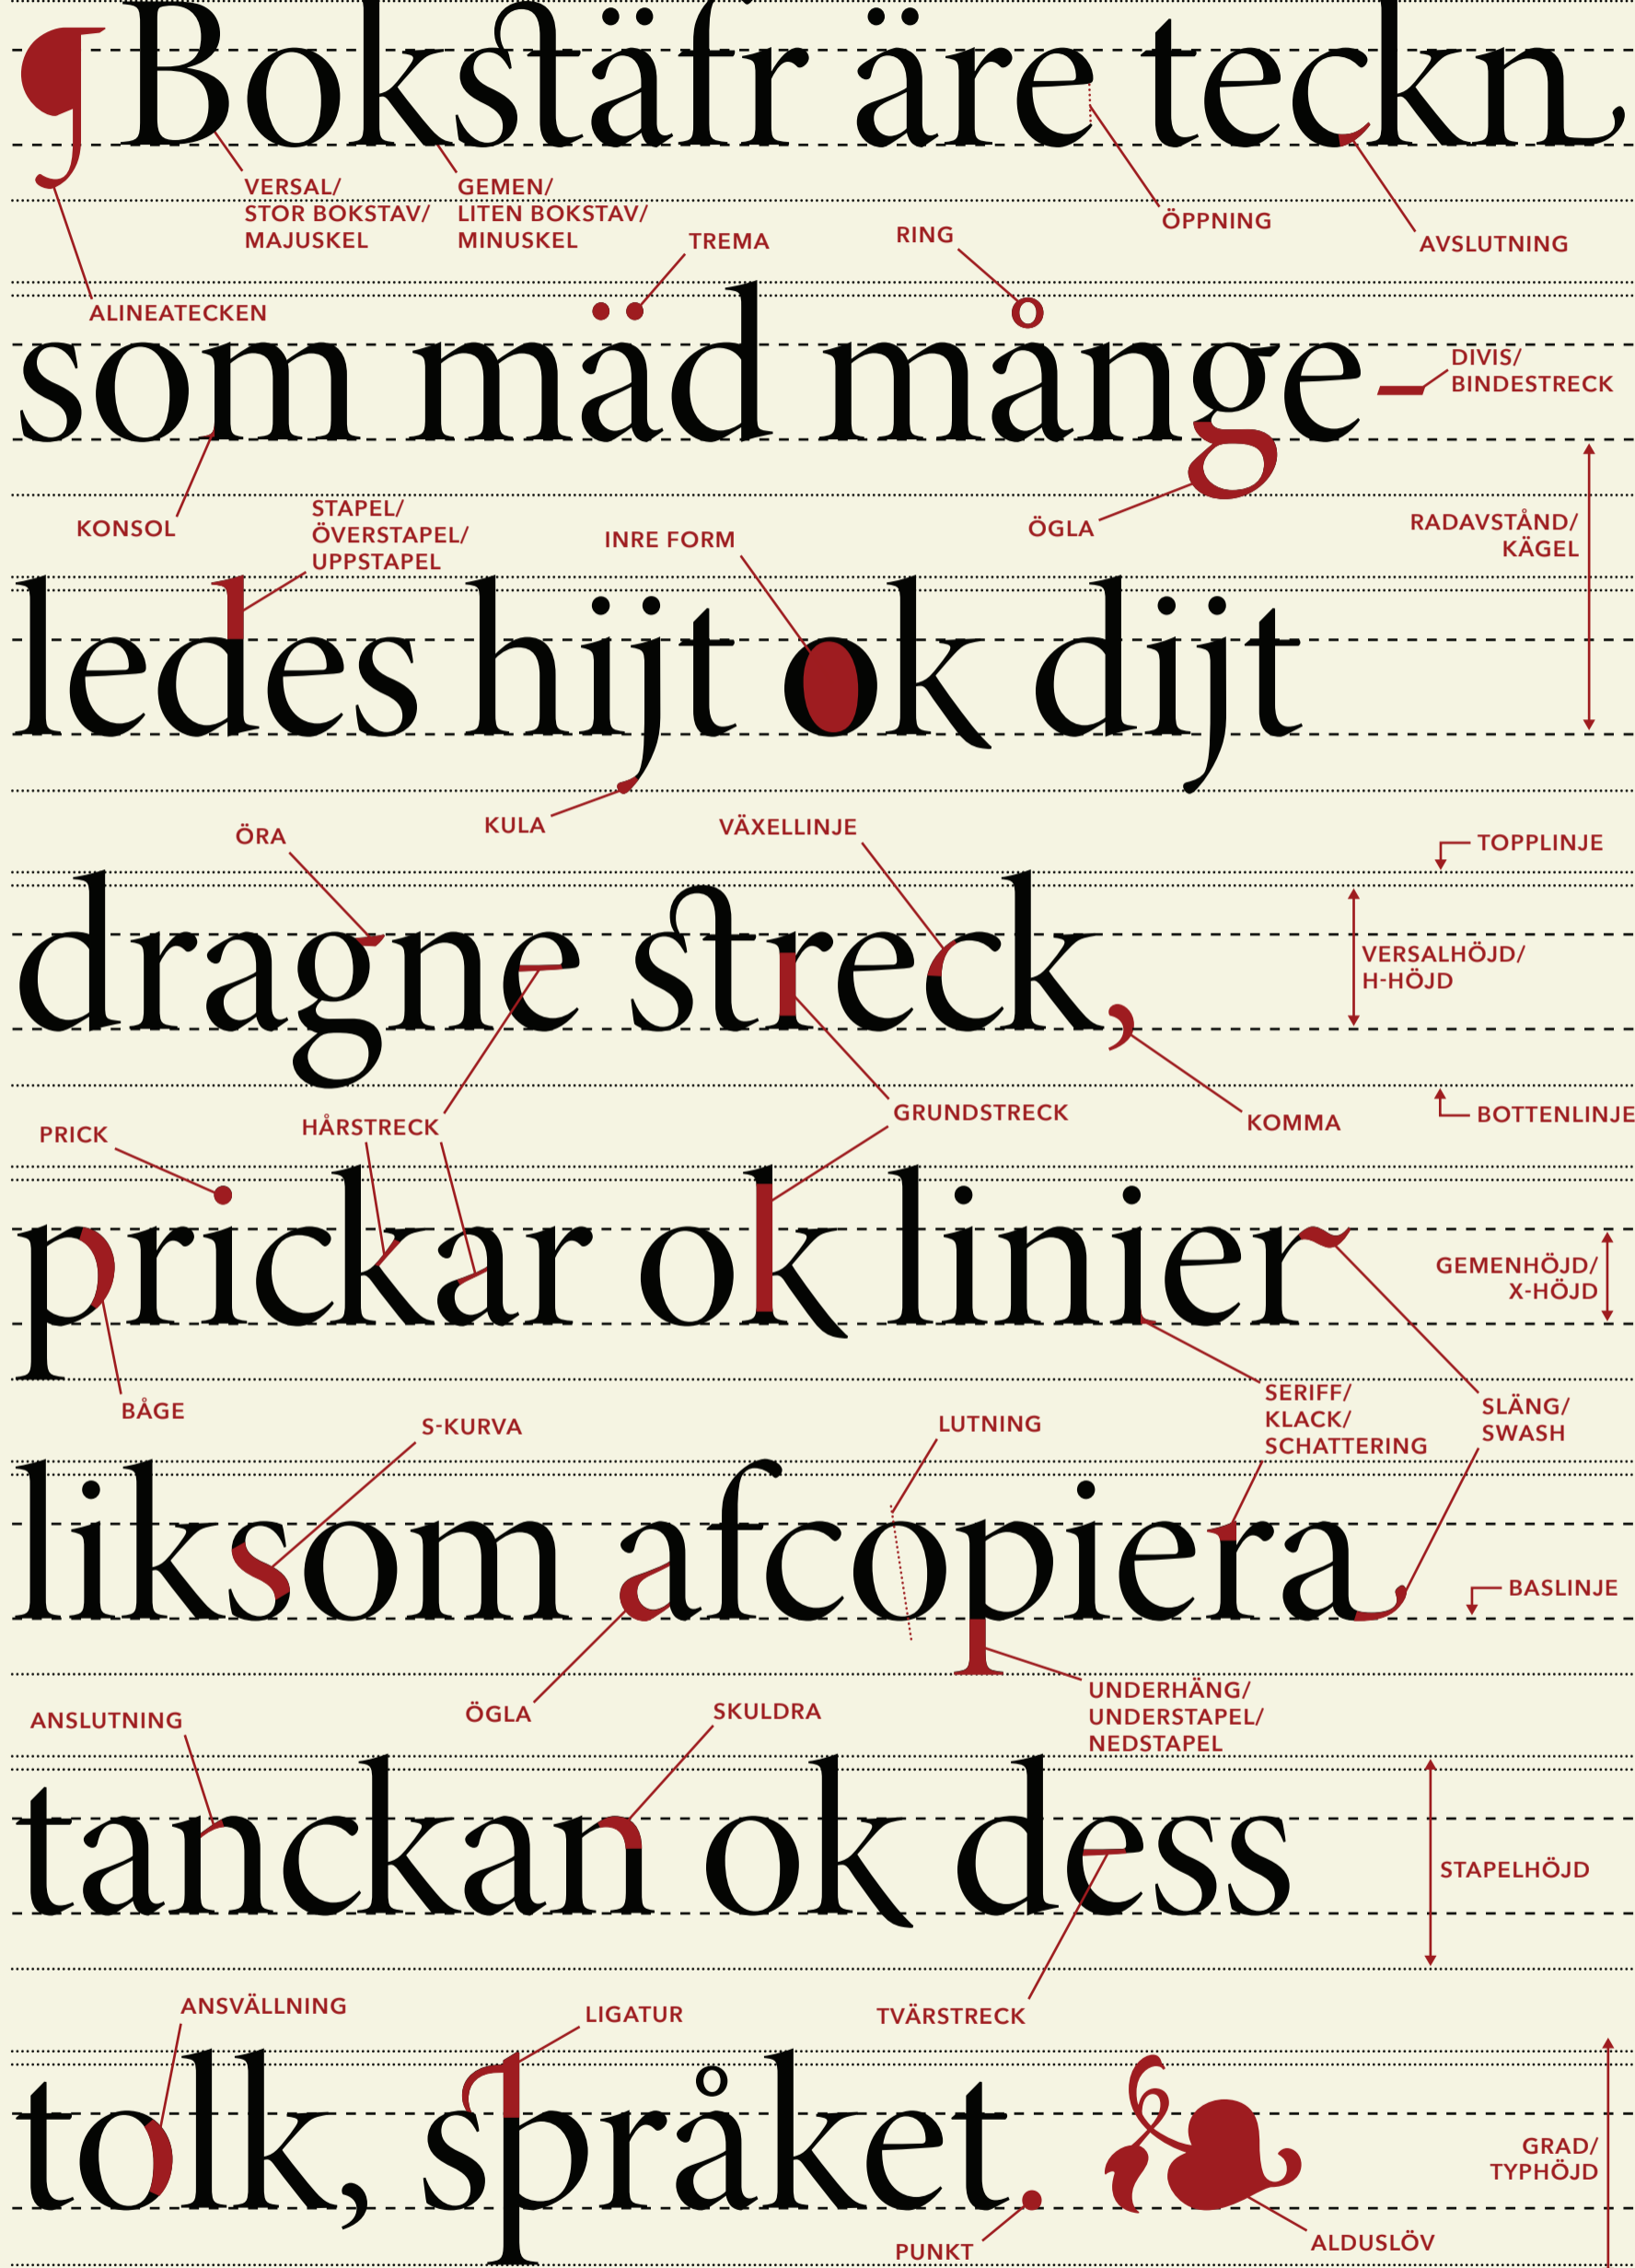 ¶ Bokstäfr äre teckn
VERSAL/
STOR BOKSTAV/
MAJUSKEL
GEMEN/
LITEN BOKSTAV/
MINUSKEL
ÖPPNING
AVSLUTNING
TREMA
RING
ALINEATECKEN
som mäd månge-
DIVIS/
BINDESTRECK
KONSOL
STAPEL/
ÖVERSTAPEL/
UPPSTAPEL
INRE FORM
ÖGLA
RADAVSTÅND/
KÄGEL
ledes hijt ok dijt
KULA
ÖRA
VÄXELLINJE
TOPPLINJE
dragne streck,
VERSALHÖJD/
H-HÖJD
HÅRSTRECK
GRUNDSTRECK
KOMMA
BOTTENLINJE
PRICK
prickar ok linier
GEMENHÖJD/
X-HÖJD
BÅGE
S-KURVA
LUTNING
SERIFF/
KLACK/
SCHATTERING
SLÄNG/
SWASH
liksom afcopiera
BASLINJE
ANSLUTNING
ÖGLA
SKULDRA
UNDERHÄNG/
UNDERSTAPEL/
NEDSTAPEL
tanckan ok dess
STAPELHÖJD
ANSVÄLLNING
LIGATUR
TVÄRSTRECK
tolk, språket. ❧
GRAD/
TYPHÖJD
PUNKT
ALDUSLÖV